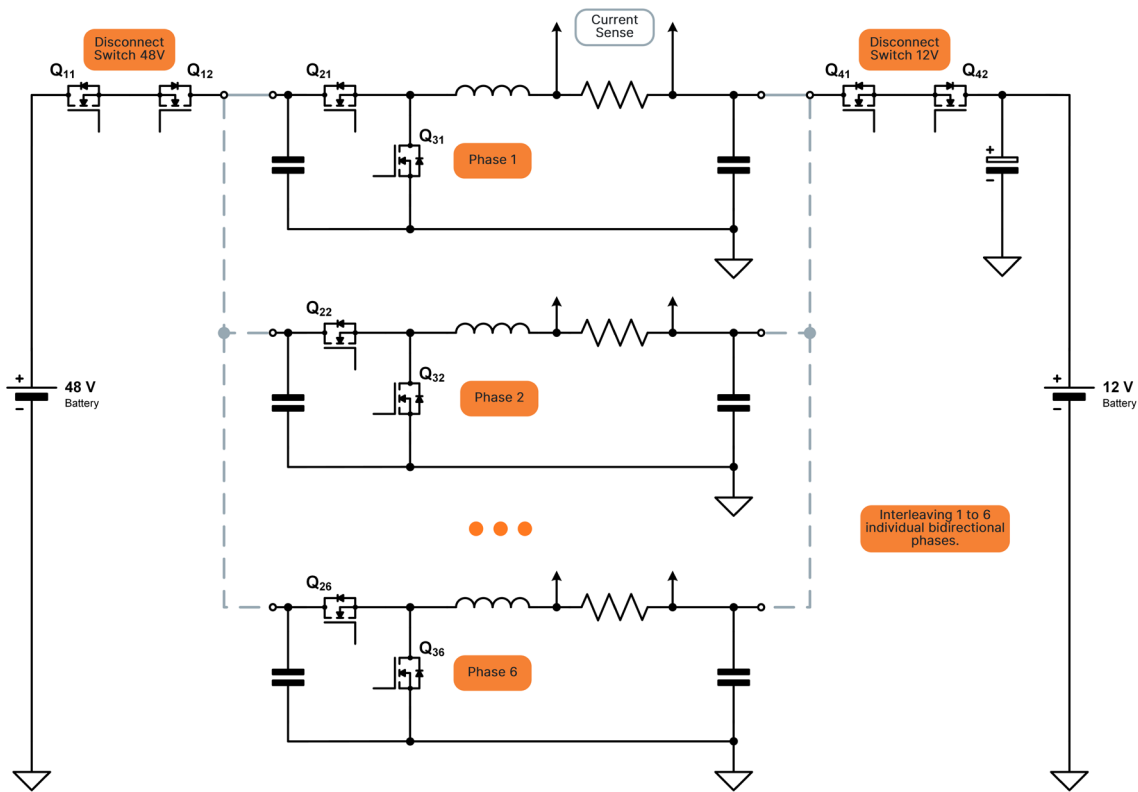 Current
Sense
Disconnect
Switch 48V
Disconnect
Switch 12V
Q11
Q12
Q21
Q41
Q42
Q31
Phase 1
+
−
Q22
Q32
Phase 2
+
48 V
−
Battery
+
12 V
−
Battery
Interleaving 1 to 6
individual bidirectional
phases.
Q26
Q36
Phase 6